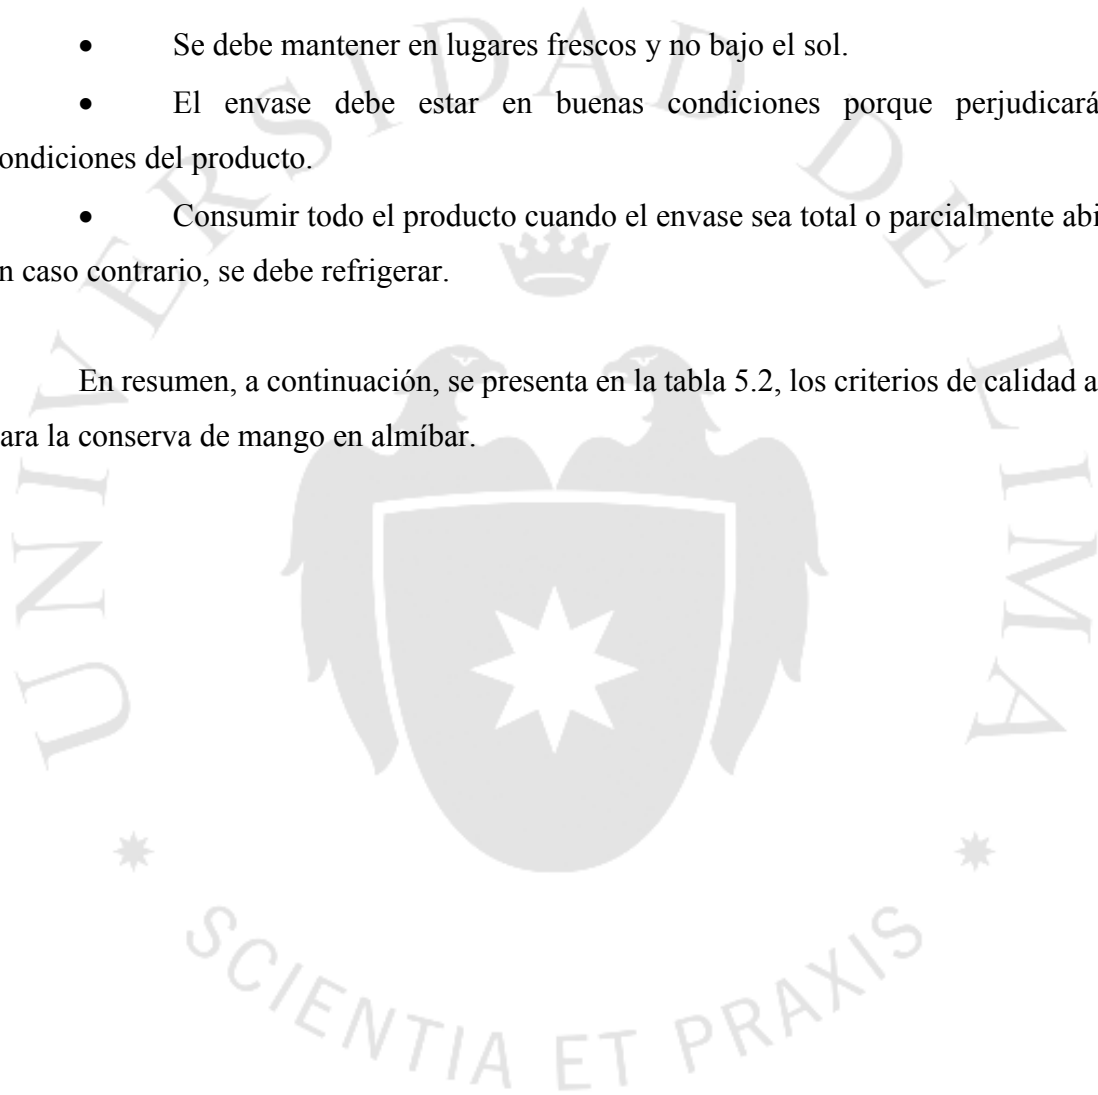 • Se debe mantener en lugares frescos y no bajo el sol.
• El envase debe estar en buenas condiciones porque perjudicará
ondiciones del producto.
• Consumir todo el producto cuando el envase sea total o parcialmente abi
n caso contrario, se debe refrigerar.
En resumen, a continuación, se presenta en la tabla 5.2, los criterios de calidad a
ara la conserva de mango en almíbar.
UNIVERSIDAD DE LIMA
SCIENTIA ET PRAXIS